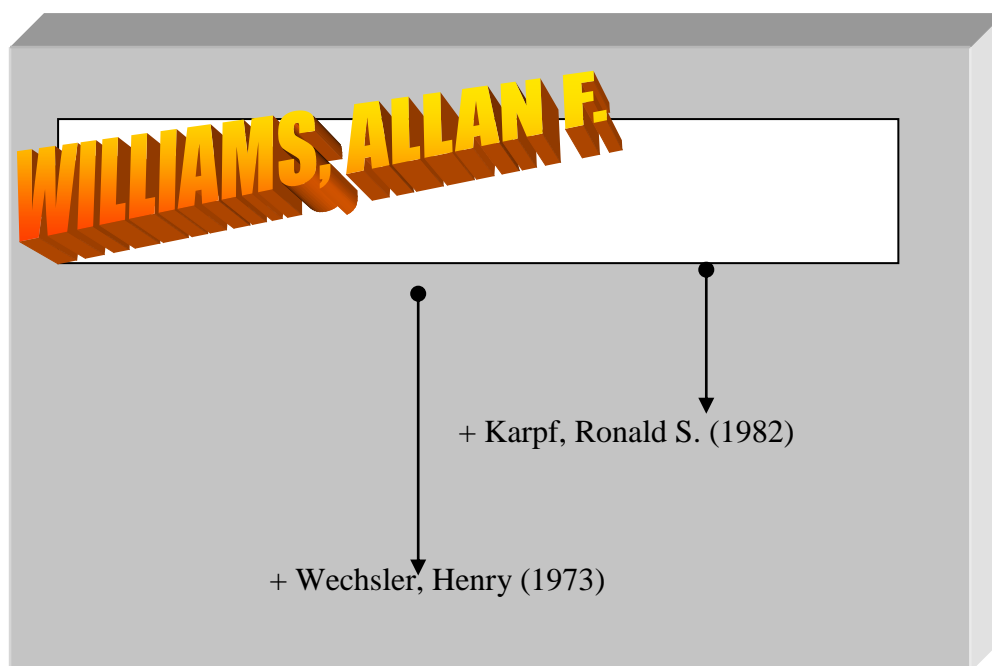 WILLIAMS, ALLAN F.
+ Karpf, Ronald S. (1982)
+ Wechsler, Henry (1973)